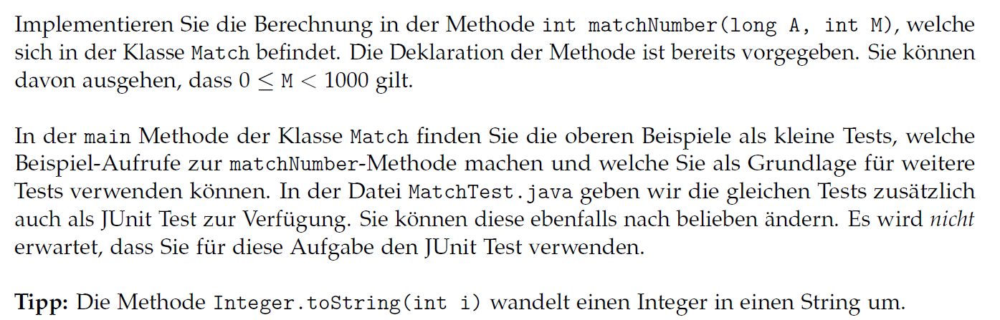 Implementieren Sie die Berechnung in der Methode int matchNumber(long A, int M), welche
sich in der Klasse Match befindet. Die Deklaration der Methode ist bereits vorgegeben. Sie können
davon ausgehen, dass 0 ≤ M < 1000 gilt.
In der main Methode der Klasse Match finden Sie die oberen Beispiele als kleine Tests, welche
Beispiel-Aufrufe zur matchNumber-Methode machen und welche Sie als Grundlage für weitere
Tests verwenden können. In der Datei MatchTest.java geben wir die gleichen Tests zusätzlich
auch als JUnit Test zur Verfügung. Sie können diese ebenfalls nach belieben ändern. Es wird nicht
erwartet, dass Sie für diese Aufgabe den JUnit Test verwenden.
Tipp: Die Methode Integer.toString(int i) wandelt einen Integer in einen String um.